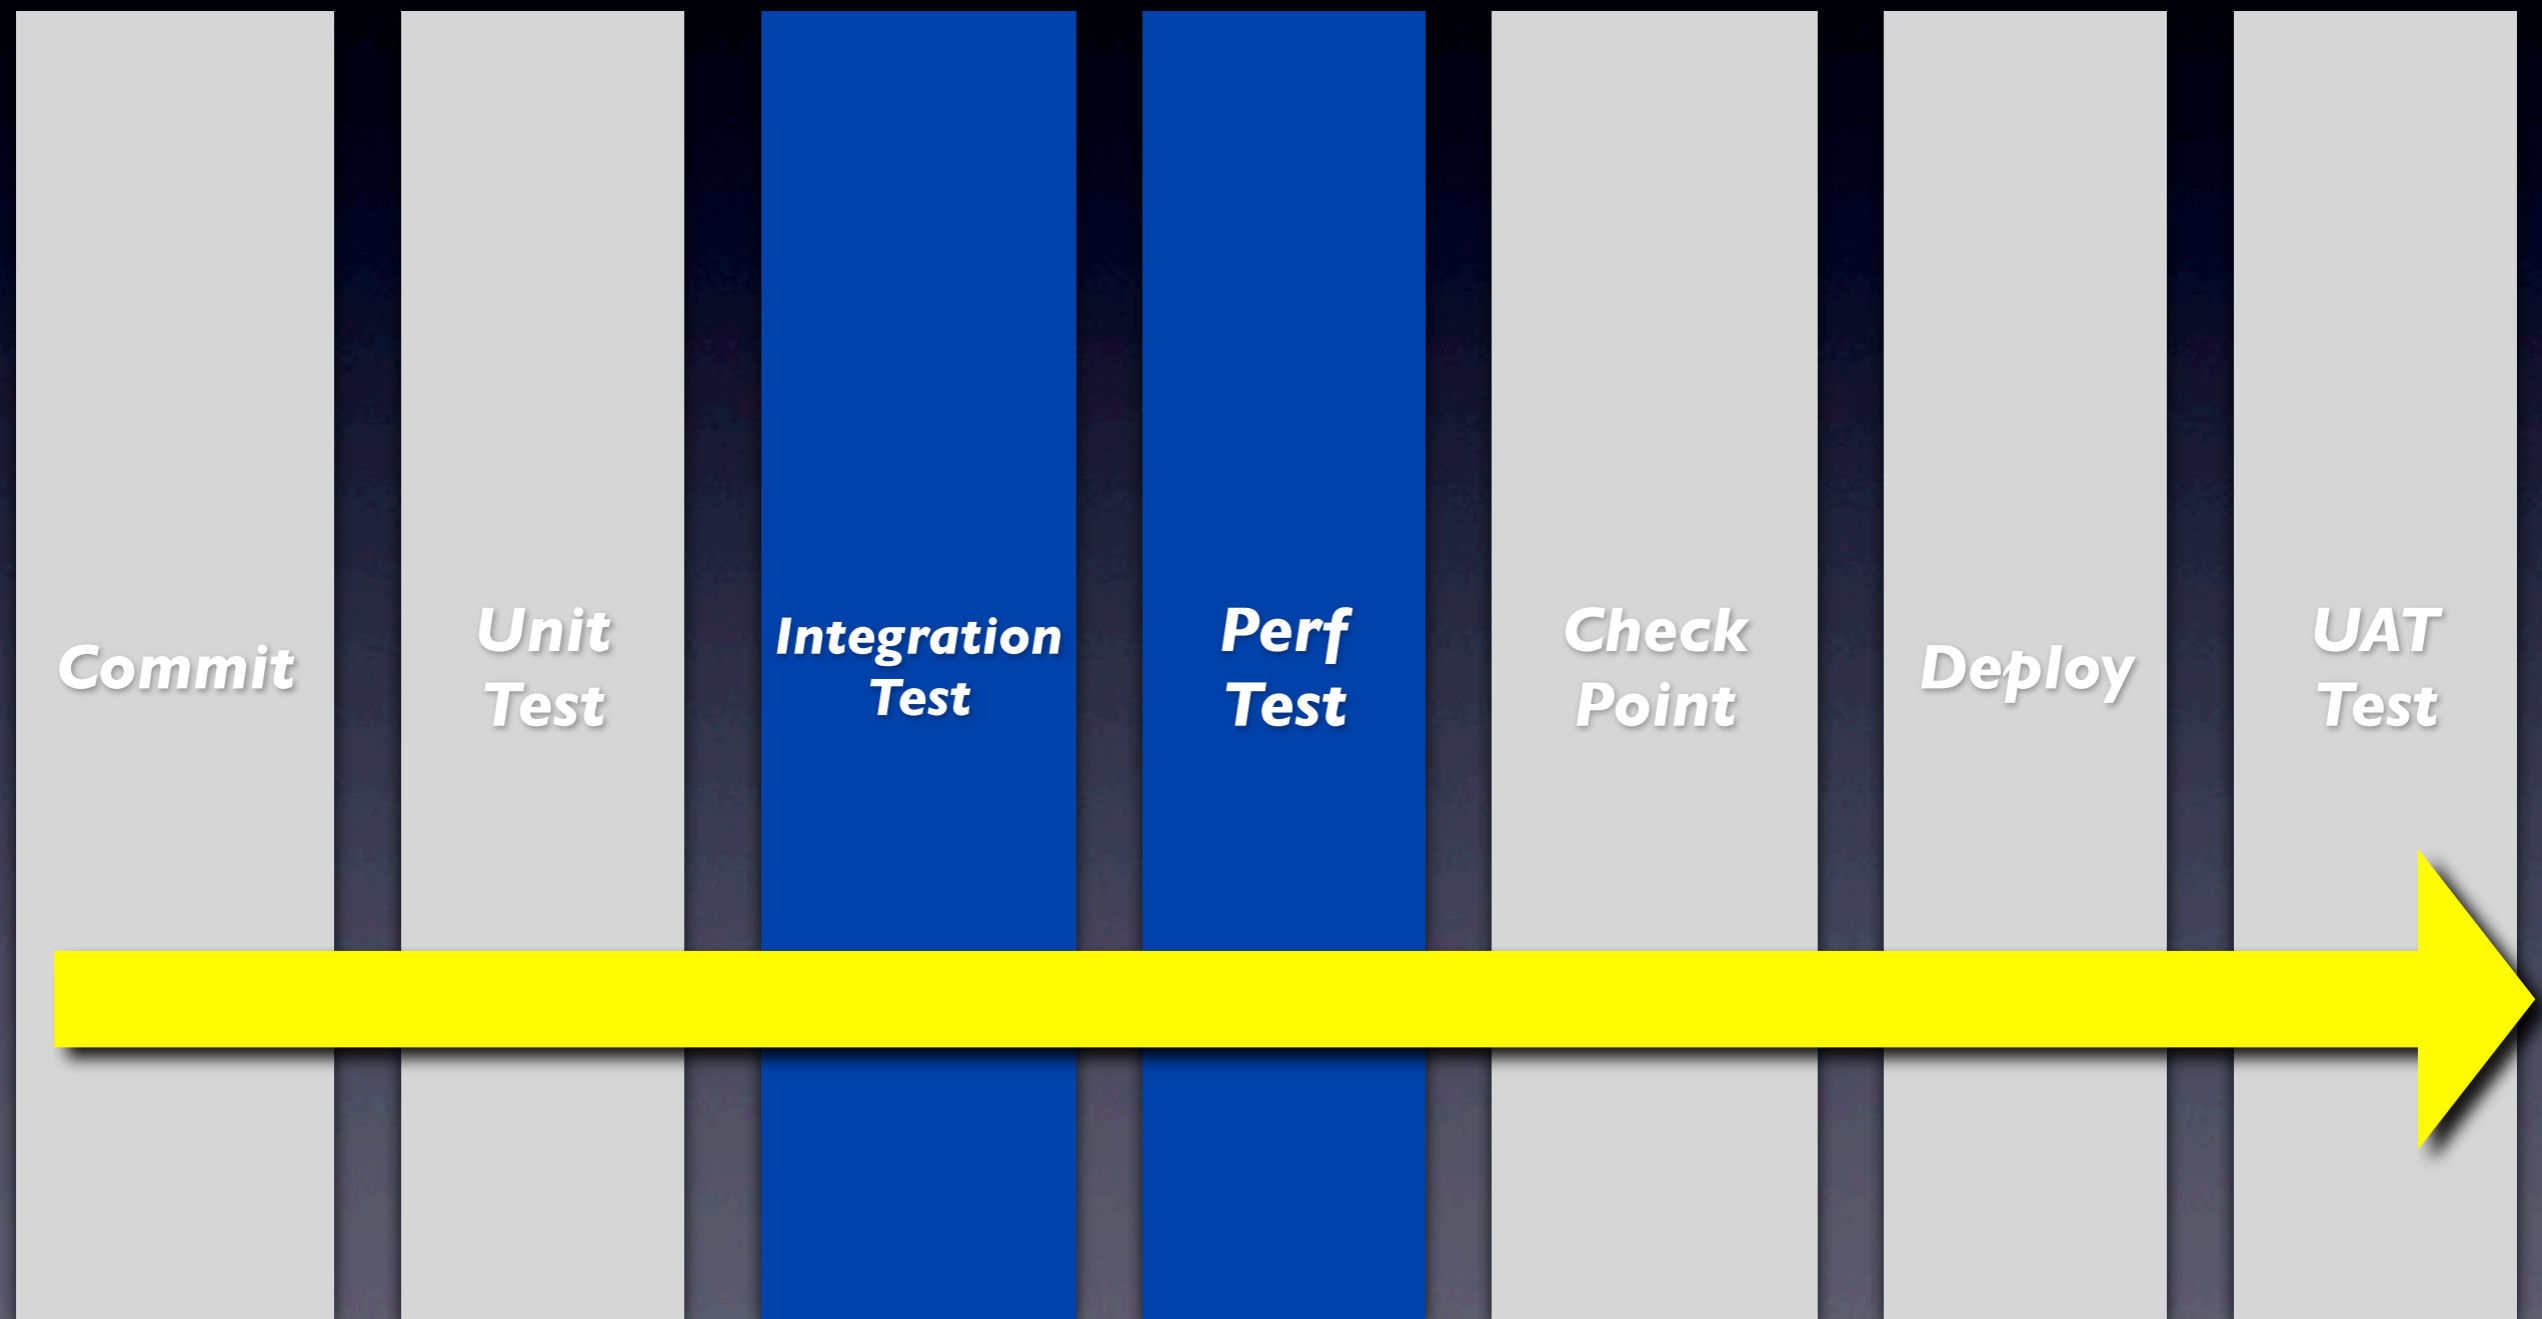 Commit
Unit
Test
Integration
Test
Perf
Test
Check
Point
Deploy
UAT
Test